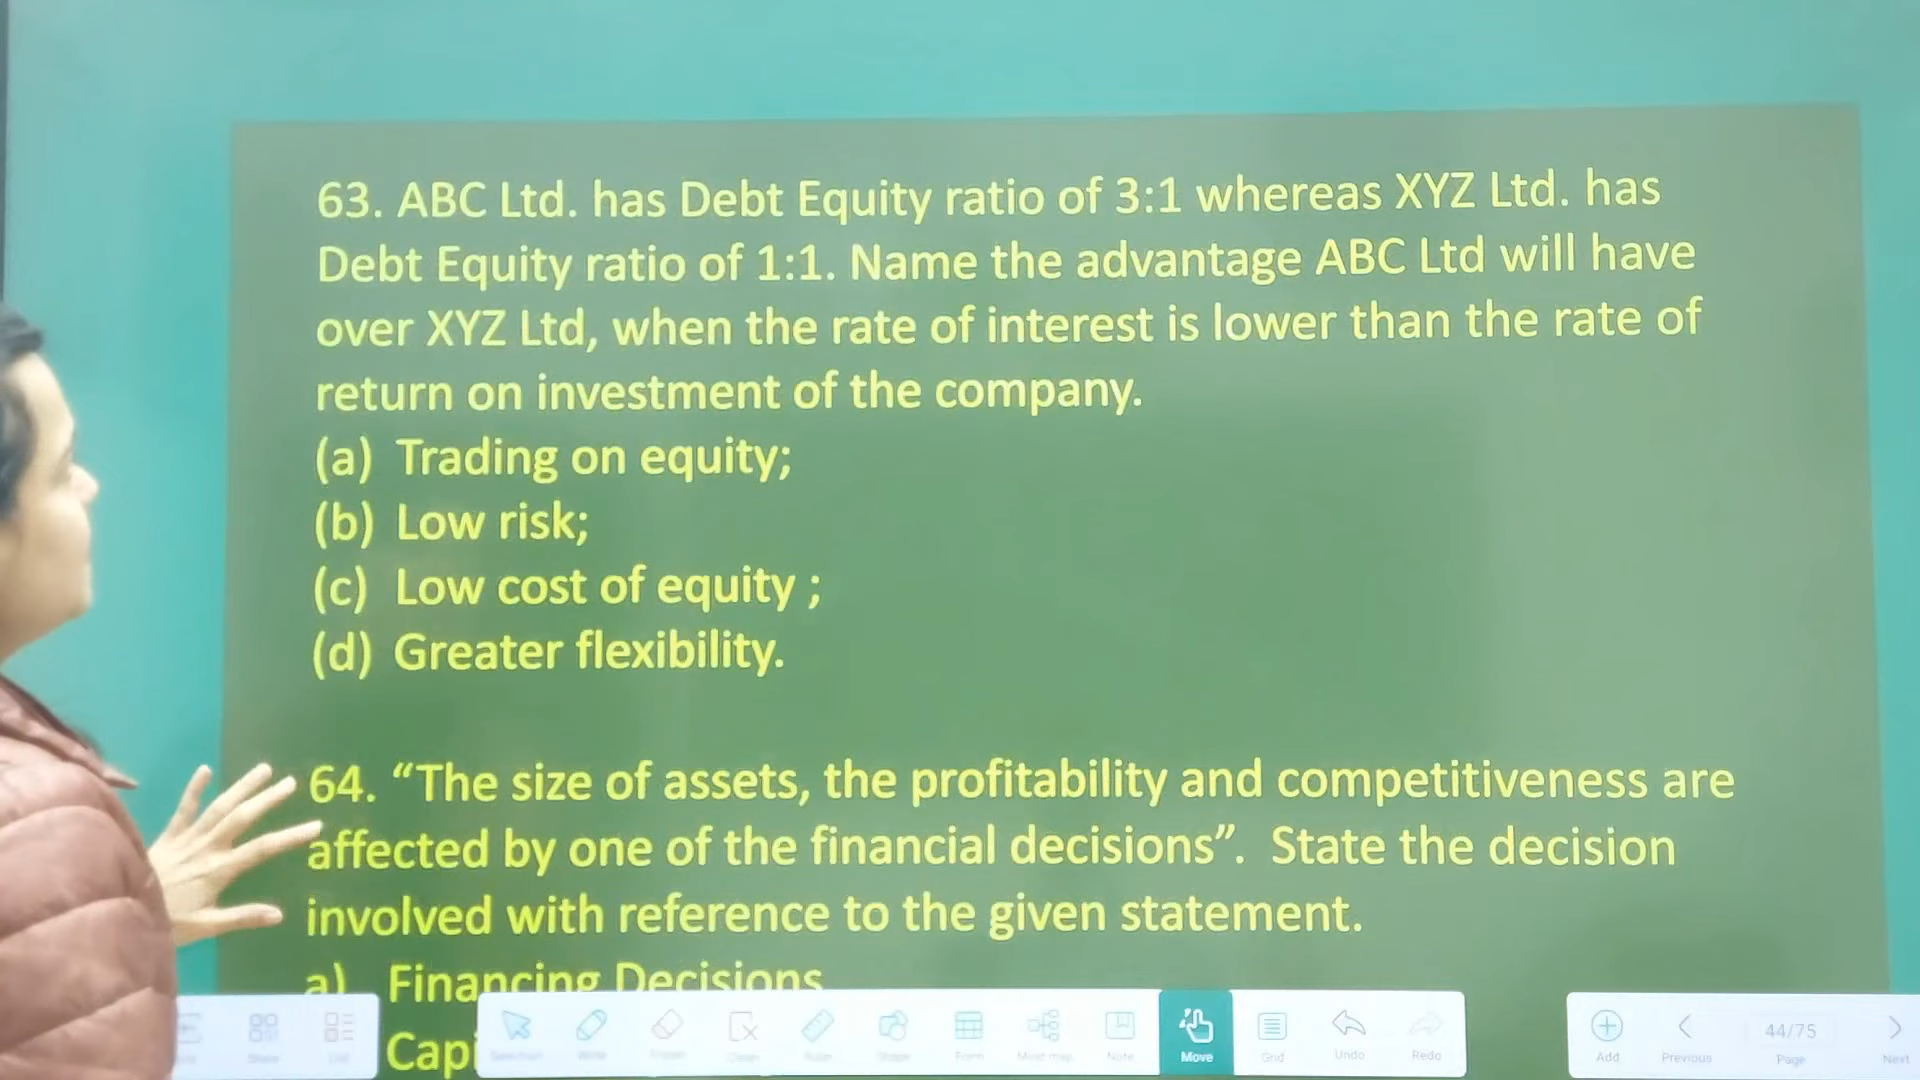 63. ABC Ltd. has Debt Equity ratio of 3:1 whereas XYZ Ltd. has
Debt Equity ratio of 1:1. Name the advantage ABC Ltd will have
over XYZ Ltd, when the rate of interest is lower than the rate of
return on investment of the company.
(a) Trading on equity;
(b) Low risk;
(c) Low cost of equity ;
(d) Greater flexibility.
64. “The size of assets, the profitability and competitiveness are
affected by one of the financial decisions”. State the decision
involved with reference to the given statement.
a) Financing Decisions
Capi
Move
Grid
Undo
Redo
Add
Previous
44/75
Page
Next